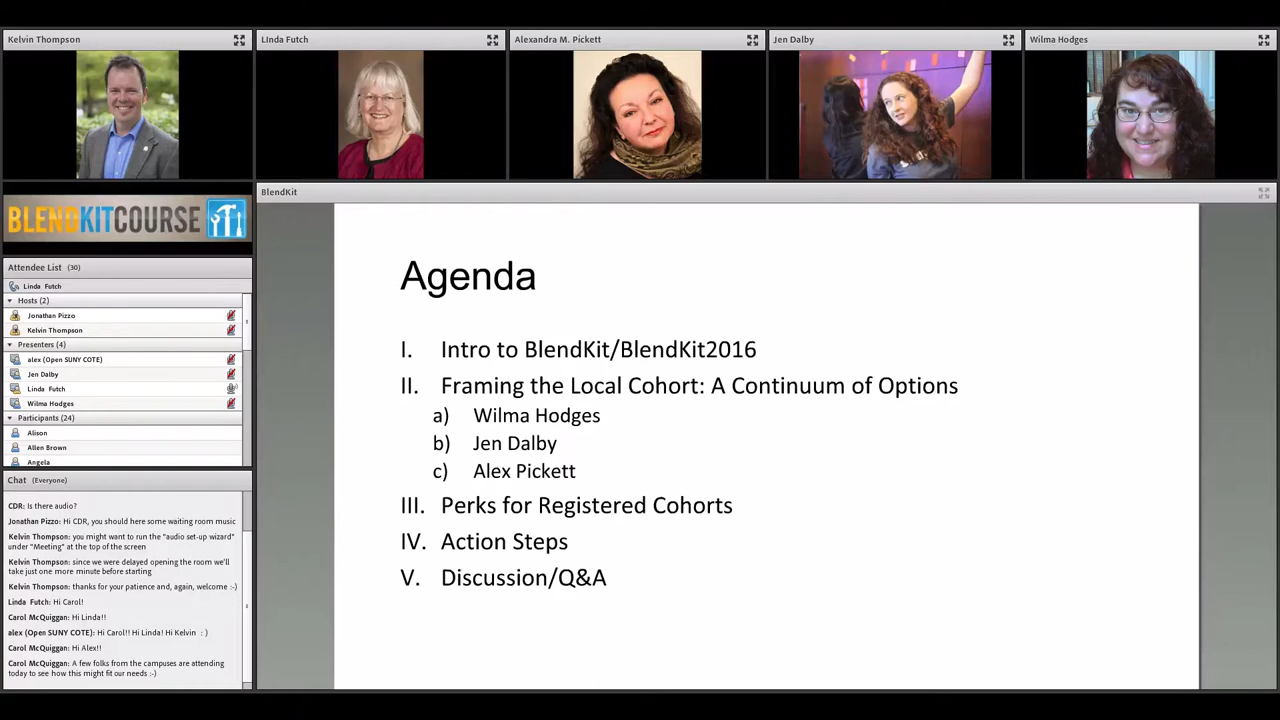 Kelvin Thompson
LInda Futch
Alexandra M. Pickett
Jen Dalby
Wilma Hodges
BLENDKITCOURSE
Attendee List (30)
Linda Futch
Hosts (2)
Jonathan Pizzo
Kelvin Thompson
Presenters (4)
alex (Open SUNY COTE)
Jen Dalby
Linda Futch
Wilma Hodges
Participants (24)
Alison
Allen Brown
Angela
Chat (Everyone)
CDR: Is there audio?
Jonathan Pizzo: Hi CDR, you should here some waiting room music
Kelvin Thompson: you might want to run the "audio set-up wizard"
under "Meeting" at the top of the screen
Kelvin Thompson: since we were delayed opening the room we'll
take just one more minute before starting
Kelvin Thompson: thanks for your patience and, again, welcome :-)
Linda Futch: Hi Carol!
Carol McQuiggan: Hi Linda!!
alex (Open SUNY COTE): Hi Carol!! Hi Linda! Hi Kelvin : )
Carol McQuiggan: Hi Alex!!
Carol McQuiggan: A few folks from the campuses are attending
today to see how this might fit our needs :-)
BlendKit
Agenda
I. Intro to BlendKit/BlendKit2016
II. Framing the Local Cohort: A Continuum of Options
a) Wilma Hodges
b) Jen Dalby
c) Alex Pickett
III. Perks for Registered Cohorts
IV. Action Steps
V. Discussion/Q&A